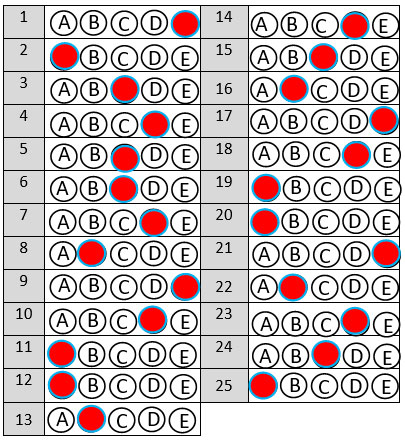 1 A B C D
2 B C D E
3 A B D E
4 A B C E
5 A B D E
6 A B D E
7 A B C E
8 A C D E
9 A B C D
10 A B C E
11 B C D E
12 B C D E
13 A C D E
14 A B C E
15 A B D E
16 A C D E
17 A B C D
18 A B C E
19 B C D E
20 B C D E
21 A B C D
22 A C D E
23 A B C E
24 A B D E
25 B C D E